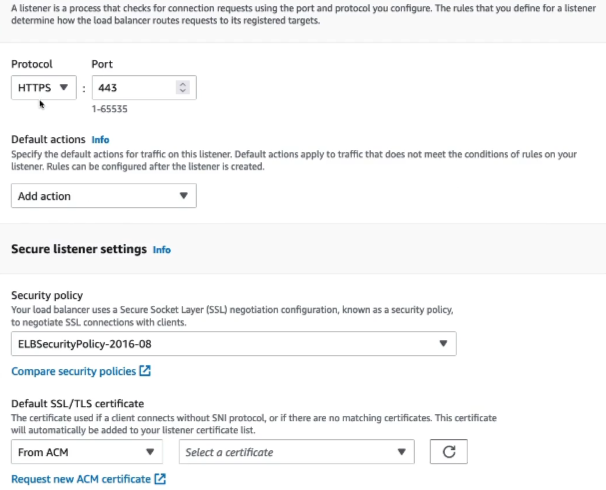 A listener is a process that checks for connection requests using the port and protocol you configure. The rules that you define for a listener
determine how the load balancer routes requests to its registered targets.
Protocol Port
HTTPS : 443
1-65535
Default actions Info
Specify the default actions for traffic on this listener. Default actions apply to traffic that does not meet the conditions of rules on your
listener. Rules can be configured after the listener is created.
Add action
Secure listener settings Info
Security policy
Your load balancer uses a Secure Socket Layer (SSL) negotiation configuration, known as a security policy,
to negotiate SSL connections with clients.
ELBSecurityPolicy-2016-08
Compare security policies
Default SSL/TLS certificate
The certificate used if a client connects without SNI protocol, or if there are no matching certificates. This certificate
will automatically be added to your listener certificate list.
From ACM Select a certificate
Request new ACM certificate